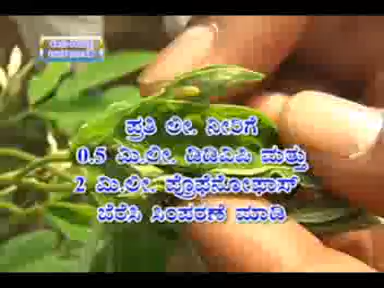 ಪ್ರತಿ ಲೀ. ನೀರಿಗೆ
0.5 ಮಿ.ಲೀ. ಡಿಡಿವಿಪಿ ಮತ್ತು
2 ಮಿ.ಲೀ. ಪ್ರೊಫೆನೋಫಾಸ್
ಬೆರೆಸಿ ಸಿಂಪರಣೆ ಮಾಡಿ